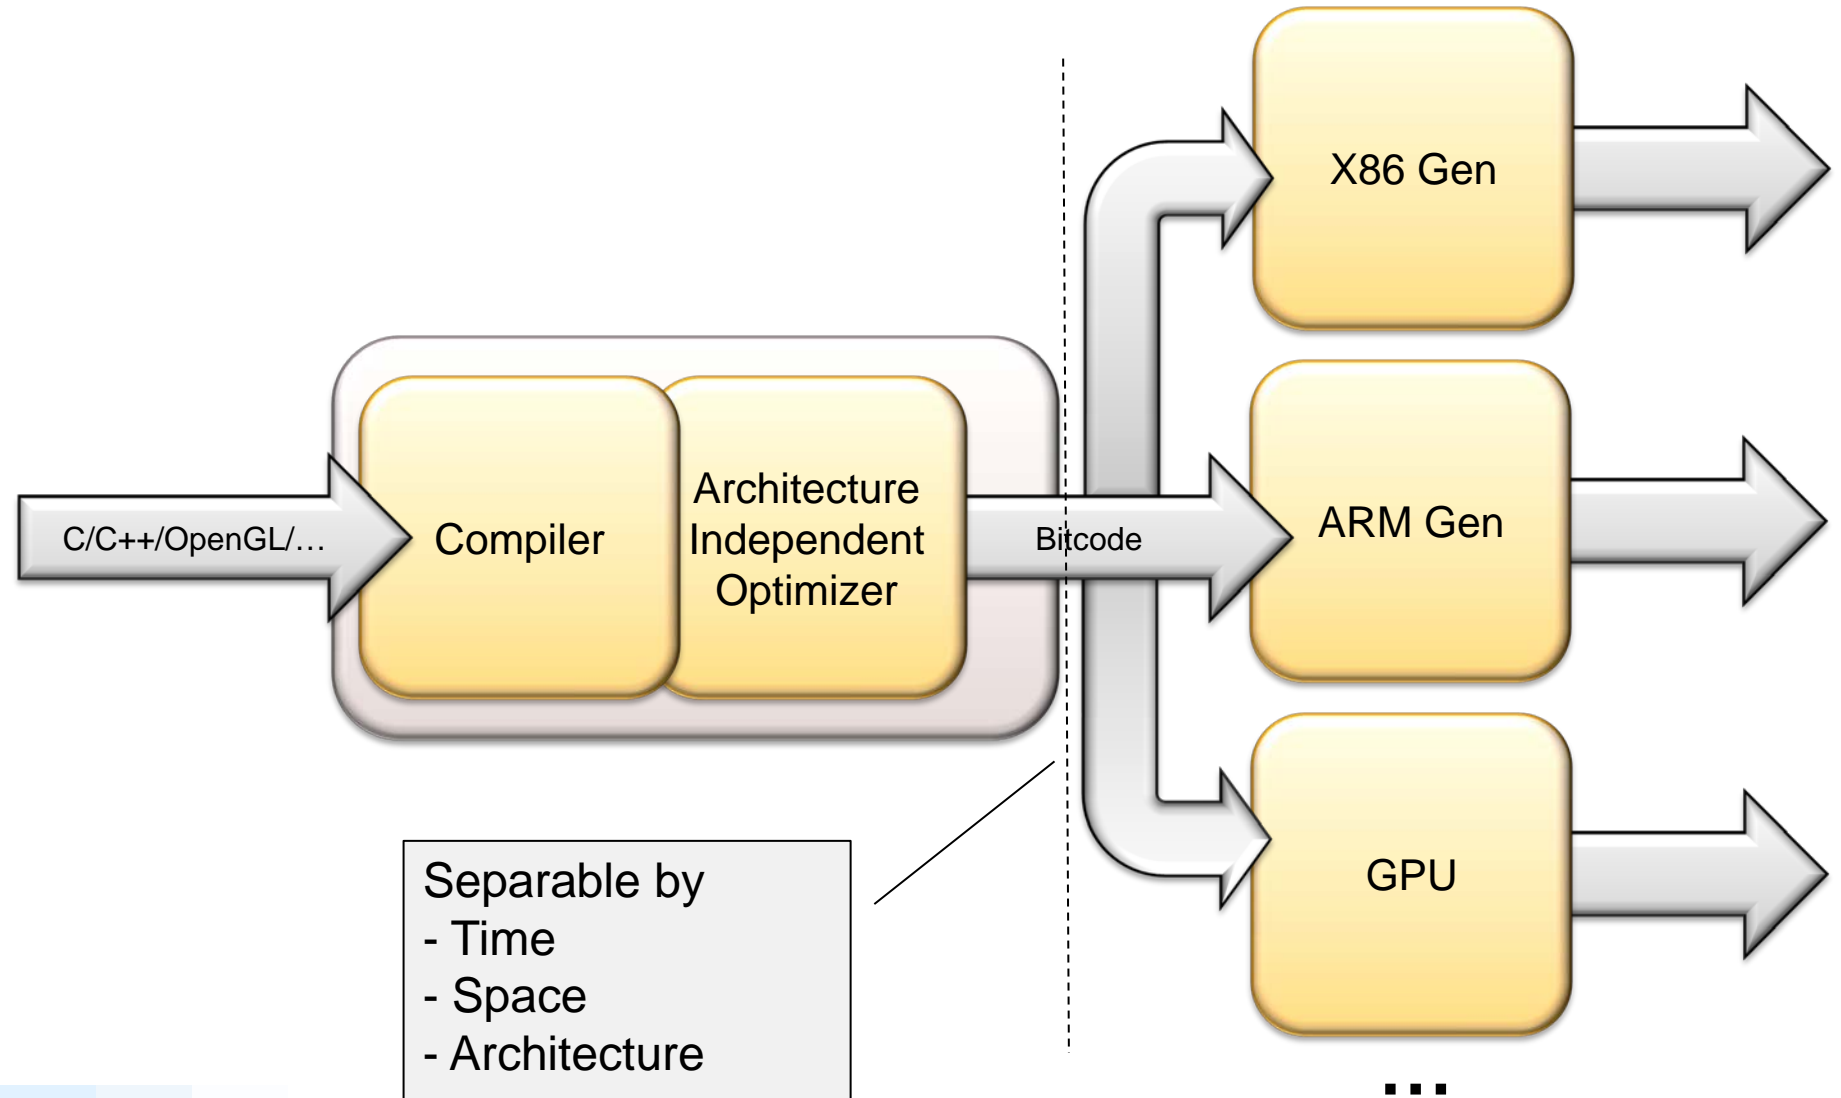 C/C++/OpenGL/…
Compiler
Architecture
Independent
Optimizer
Bitcode
X86 Gen
ARM Gen
GPU
...
Separable by
- Time
- Space
- Architecture